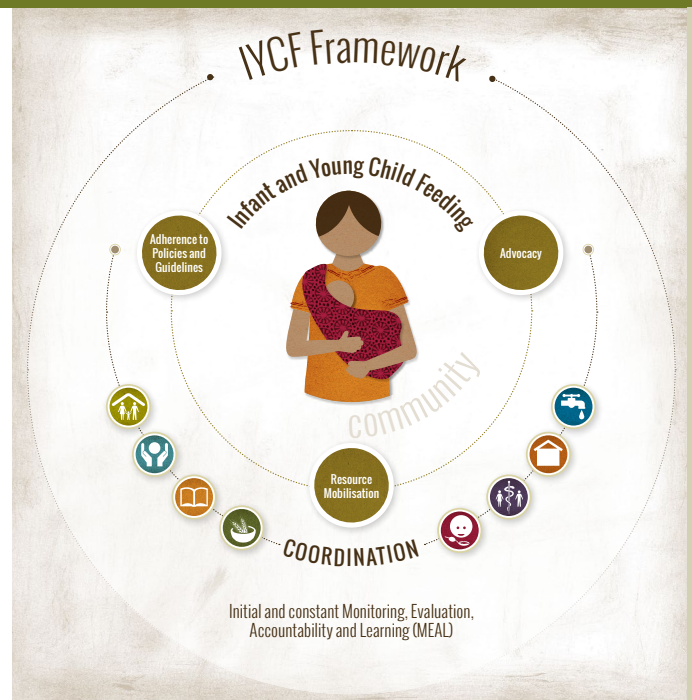 IYCF Framework
Infant and Young Child Feeding
Adherence to
Policies and
Guidelines
Advocacy
community
Resource
Mobilisation
COORDINATION
Initial and constant Monitoring, Evaluation,
Accountability and Learning (MEAL)